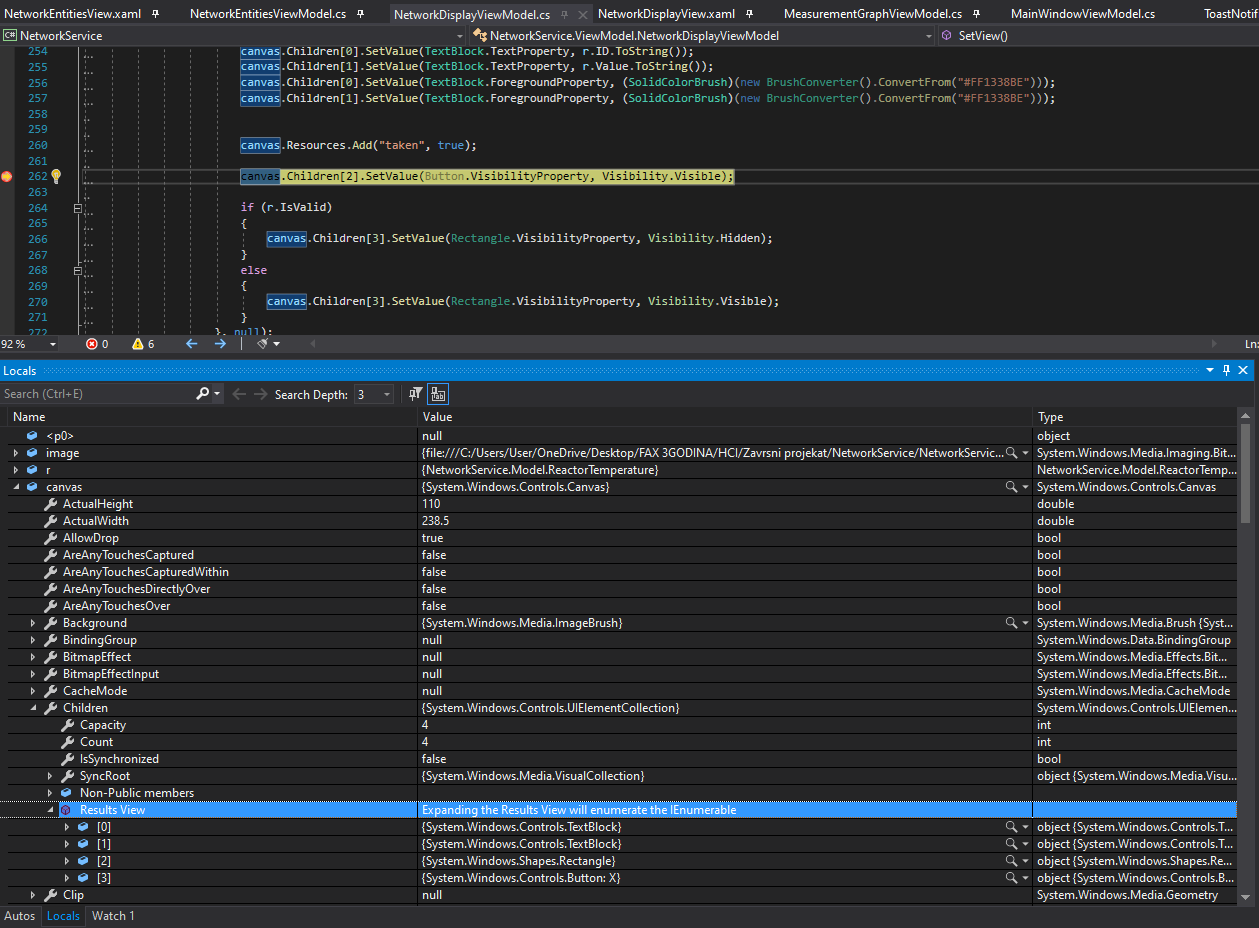 NetworkEntitiesView.xaml NetworkEntitiesViewModel.cs NetworkDisplayViewModel.cs NetworkDisplayView.xaml MeasurementGraphViewModel.cs MainWindowViewModel.cs ToastNotif
C# NetworkService NetworkService.ViewModel.NetworkDisplayViewModel SetView()
254 canvas.Children[0].SetValue(TextBlock.TextProperty, r.ID.ToString());
255 canvas.Children[1].SetValue(TextBlock.TextProperty, r.Value.ToString());
256 canvas.Children[0].SetValue(TextBlock.ForegroundProperty, (SolidColorBrush)(new BrushConverter().ConvertFrom("#FF1338BE")));
257 canvas.Children[1].SetValue(TextBlock.ForegroundProperty, (SolidColorBrush)(new BrushConverter().ConvertFrom("#FF1338BE")));
258
259
260 canvas.Resources.Add("taken", true);
261
262 canvas.Children[2].SetValue(Button.VisibilityProperty, Visibility.Visible);
263
264 if (r.IsValid)
265 {
266 canvas.Children[3].SetValue(Rectangle.VisibilityProperty, Visibility.Hidden);
267 }
268 else
269 {
270 canvas.Children[3].SetValue(Rectangle.VisibilityProperty, Visibility.Visible);
271 }
272 }, null);
92 % 0 6 Ln:
Locals
Search (Ctrl+E) Search Depth: 3
Name Value Type
<p0> null object
image {file:///C:/Users/User/OneDrive/Desktop/FAX 3GODINA/HCI/Zavrsni projekat/NetworkService/NetworkServic... System.Windows.Media.Imaging.Bit...
r {NetworkService.Model.ReactorTemperature} NetworkService.Model.ReactorTemp...
canvas {System.Windows.Controls.Canvas} System.Windows.Controls.Canvas
ActualHeight 110 double
ActualWidth 238.5 double
AllowDrop true bool
AreAnyTouchesCaptured false bool
AreAnyTouchesCapturedWithin false bool
AreAnyTouchesDirectlyOver false bool
AreAnyTouchesOver false bool
Background {System.Windows.Media.ImageBrush} System.Windows.Media.Brush {Syst...
BindingGroup null System.Windows.Data.BindingGroup
BitmapEffect null System.Windows.Media.Effects.Bit...
BitmapEffectInput null System.Windows.Media.Effects.Bit...
CacheMode null System.Windows.Media.CacheMode
Children {System.Windows.Controls.UIElementCollection} System.Windows.Controls.UIElemen...
Capacity 4 int
Count 4 int
IsSynchronized false bool
SyncRoot {System.Windows.Media.VisualCollection} object {System.Windows.Media.Visu...
Non-Public members
Results View Expanding the Results View will enumerate the IEnumerable
[0] {System.Windows.Controls.TextBlock} object {System.Windows.Controls.T...
[1] {System.Windows.Controls.TextBlock} object {System.Windows.Controls.T...
[2] {System.Windows.Shapes.Rectangle} object {System.Windows.Shapes.Re...
[3] {System.Windows.Controls.Button: X} object {System.Windows.Controls.B...
Clip null System.Windows.Media.Geometry
Autos Locals Watch 1